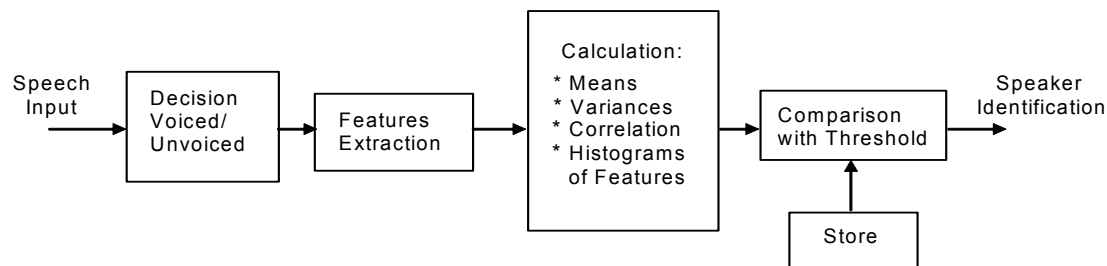 Speech
Input
Decision
Voiced/
Unvoiced
Features
Extraction
Calculation:
* Means
* Variances
* Correlation
* Histograms
of Features
Comparison
with Threshold
Store
Speaker
Identification